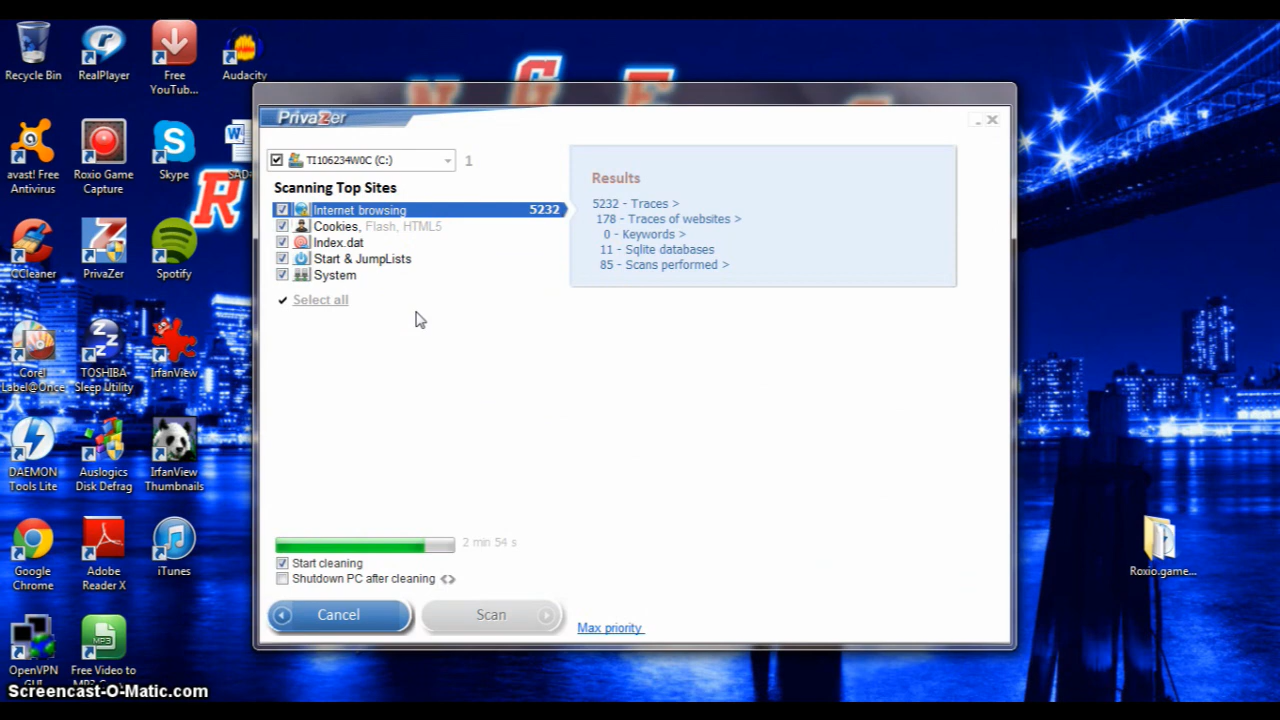 Recycle Bin
RealPlayer
Free
YouTub...
Audacity
N G E
R
avast! Free
Antivirus
Roxio Game
Capture
Skype
SAD
CCleaner
PrivaZer
Spotify
Corel
Label@Once
TOSHIBA
Sleep Utility
IrfanView
DAEMON
Tools Lite
Auslogics
Disk Defrag
IrfanView
Thumbnails
Google
Chrome
Adobe
Reader X
iTunes
OpenVPN
Free Video to
PrivaZer
TI106234W0C (C:)
1
Scanning Top Sites
Internet browsing 5232
Cookies, Flash, HTML5
Index.dat
Start & JumpLists
System
Select all
Results
5232 - Traces >
178 - Traces of websites >
0 - Keywords >
11 - Sqlite databases
85 - Scans performed >
2 min 54 s
Start cleaning
Shutdown PC after cleaning
Cancel
Scan
Max priority
Roxio.game...
Screencast-O-Matic.com